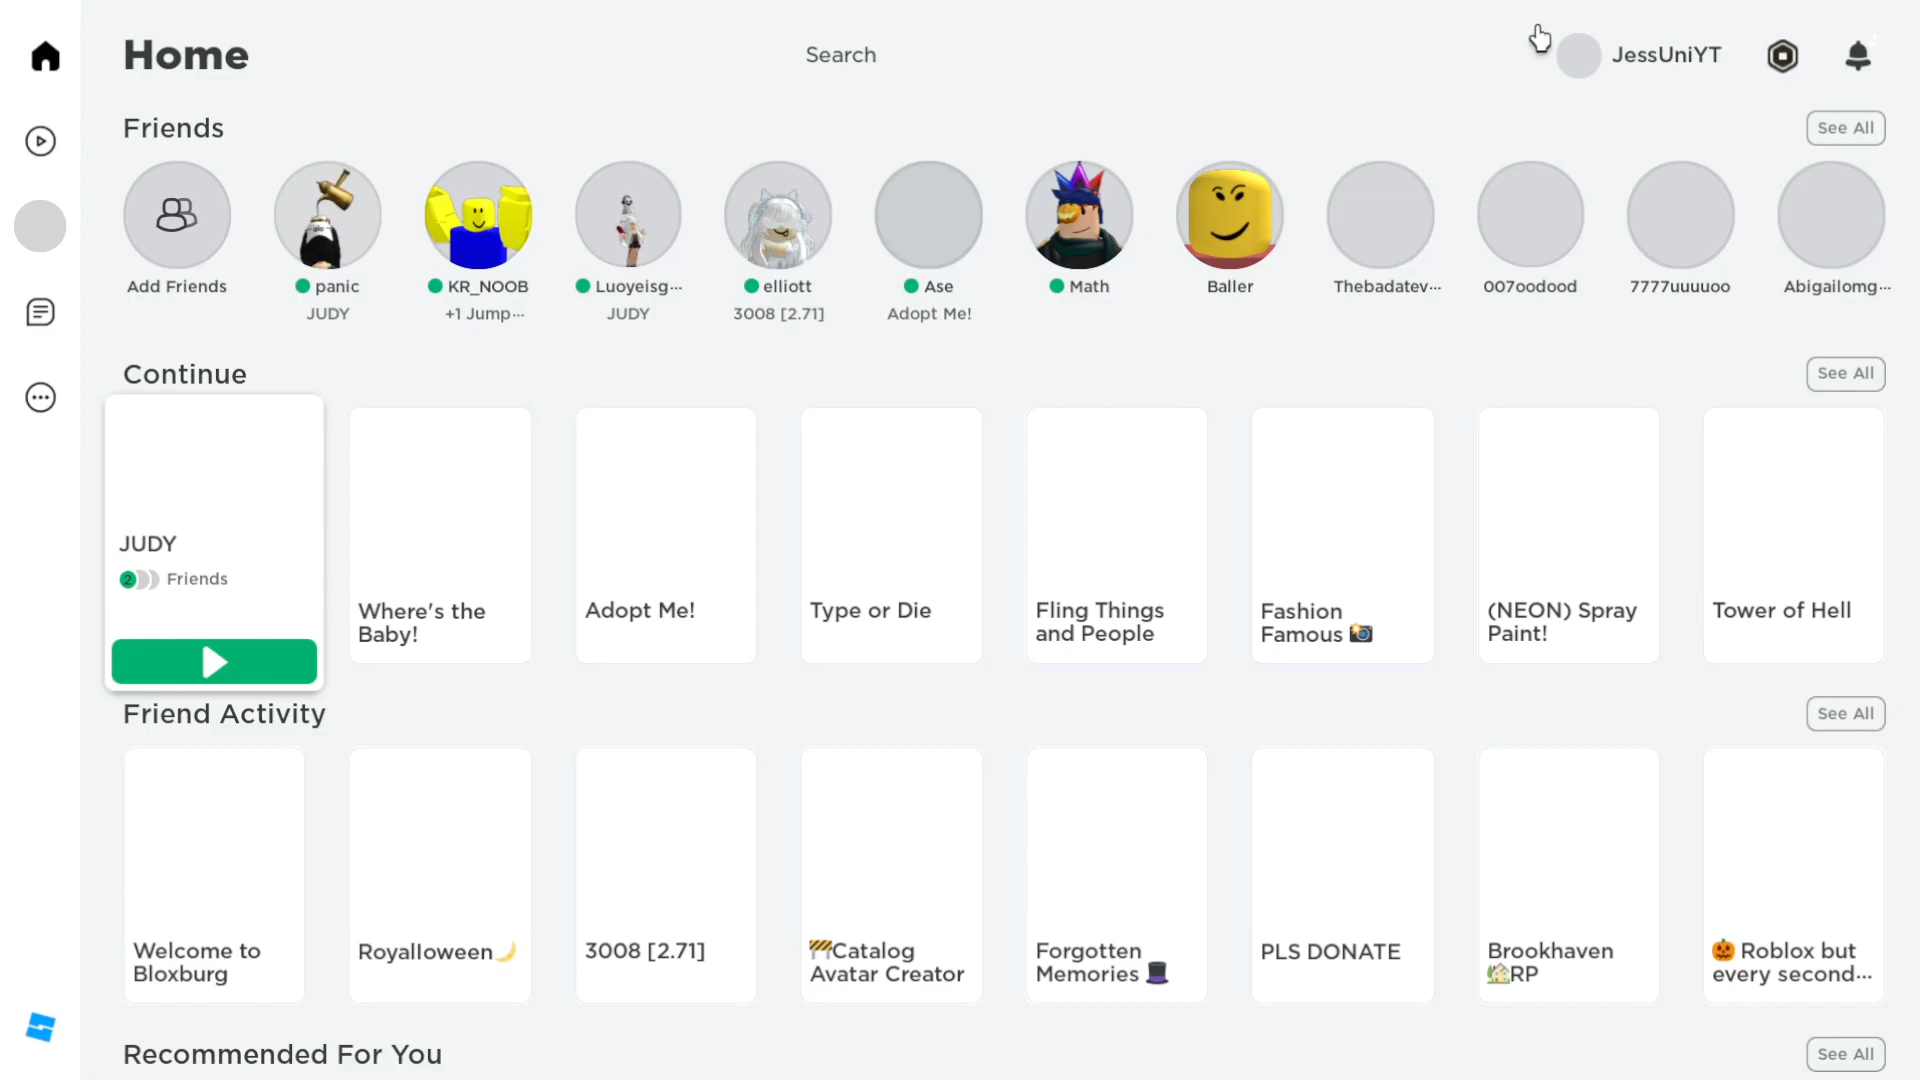 Home
Search
JessUniYT
Friends
See All
Add Friends
panic
KR_NOOB
Luoyeisg...
elliott
Ase
Math
Baller
Thebadatev...
007oodood
7777uuuuoo
Abigailomg...
JUDY
+1 Jump...
JUDY
3008 [2.71]
Adopt Me!
Continue
See All
JUDY
2 Friends
Where's the
Baby!
Adopt Me!
Type or Die
Fling Things
and People
Fashion
Famous 📸
(NEON) Spray
Paint!
Tower of Hell
Friend Activity
See All
Welcome to
Bloxburg
Royalloween🌙
3008 [2.71]
🚧Catalog
Avatar Creator
Forgotten
Memories 🎩
PLS DONATE
Brookhaven
🏡RP
🎃 Roblox but
every second...
Recommended For You
See All